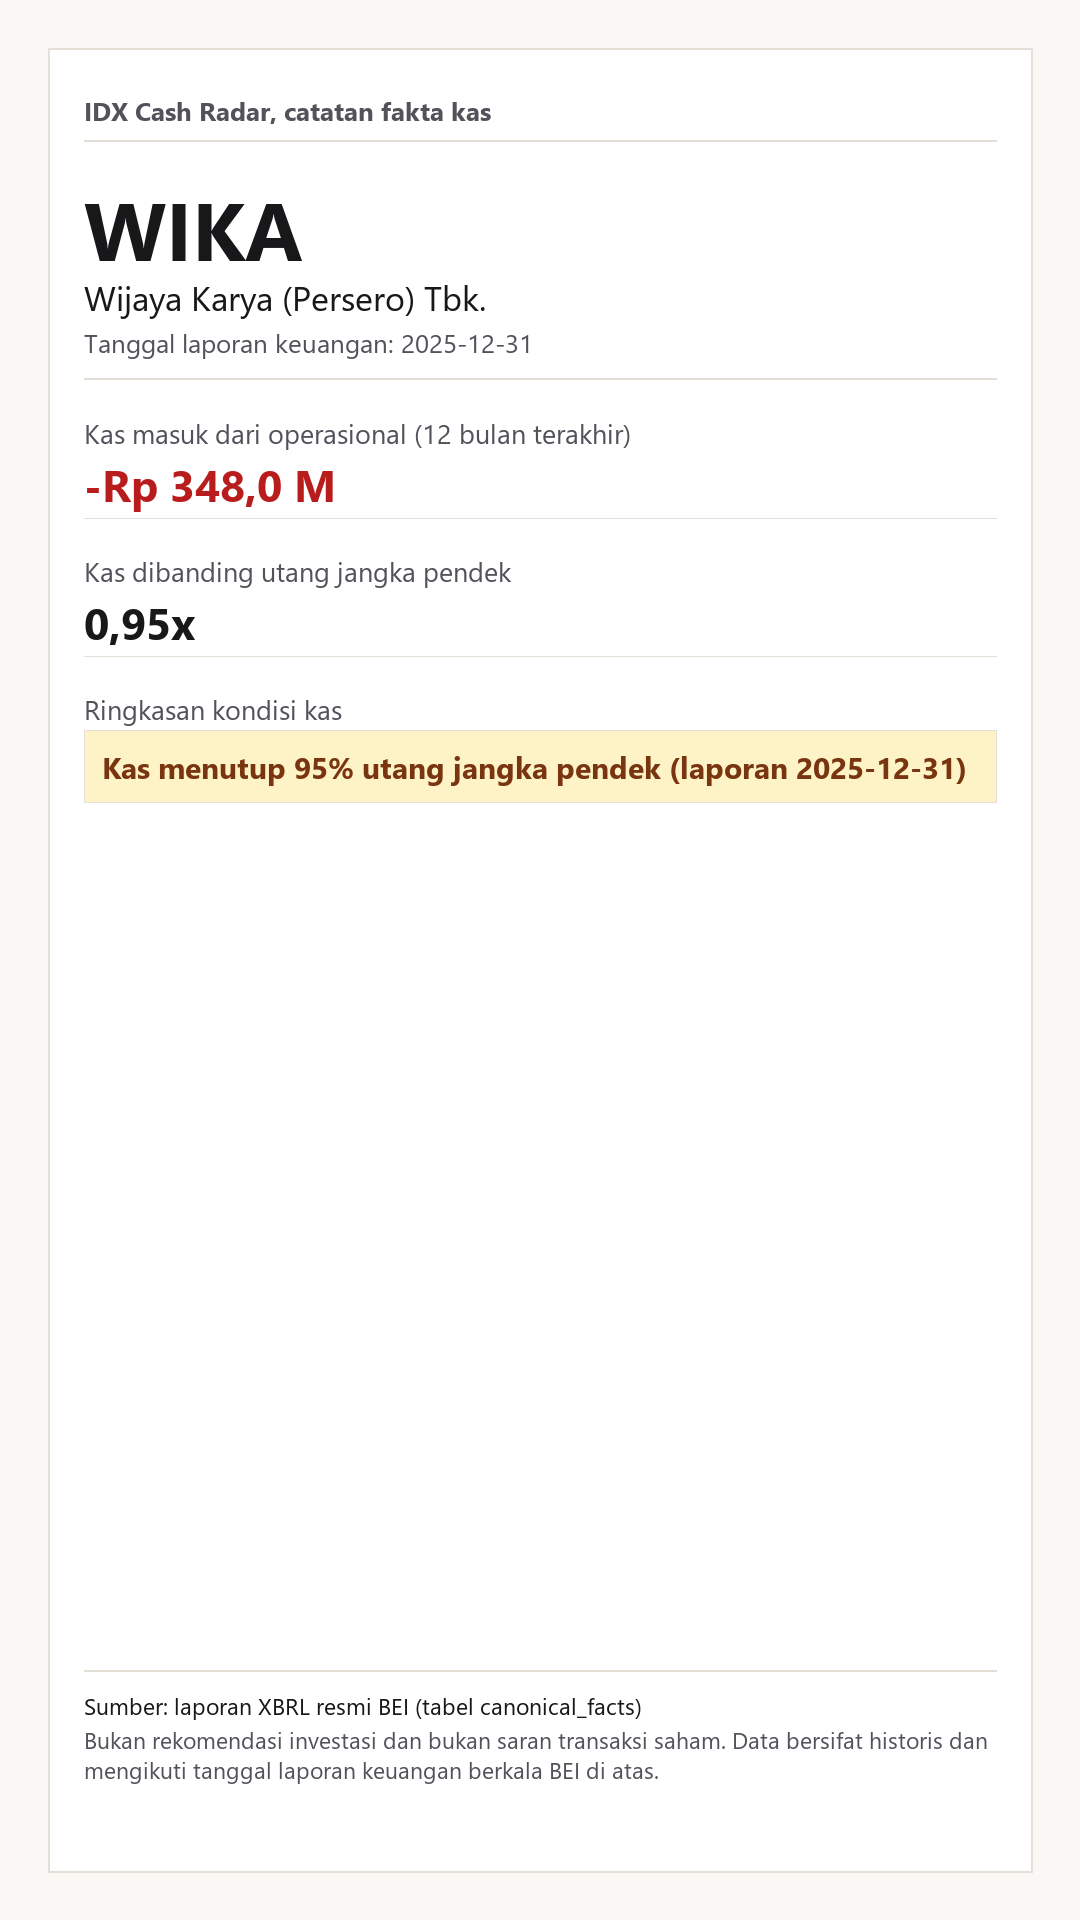 IDX Cash Radar, catatan fakta kas
WIKA
Wijaya Karya (Persero) Tbk.
Tanggal laporan keuangan: 2025-12-31
Kas masuk dari operasional (12 bulan terakhir)
-Rp 348,0 M
Kas dibanding utang jangka pendek
0,95x
Ringkasan kondisi kas
Kas menutup 95% utang jangka pendek (laporan 2025-12-31)
Sumber: laporan XBRL resmi BEI (tabel canonical_facts)
Bukan rekomendasi investasi dan bukan saran transaksi saham. Data bersifat historis dan
mengikuti tanggal laporan keuangan berkala BEI di atas.